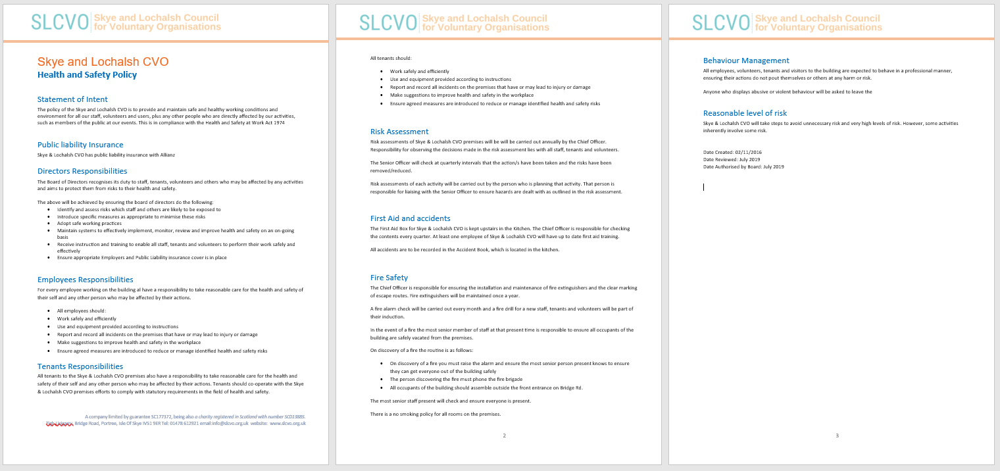 SLCVO Skye and Lochalsh Council
for Voluntary Organisations
Skye and Lochalsh CVO
Health and Safety Policy
Statement of Intent
The policy of the Skye and Lochalsh CVO is to provide and maintain safe and healthy working conditions and
environment for all our staff, volunteers and users, plus any other people who are directly affected by our activities,
such as members of the public at our events. This is in compliance with the Health and Safety at Work Act 1974
Public liability Insurance
Skye & Lochalsh CVO has public liability insurance with Allianz
Directors Responsibilities
The Board of Directors recognises its duty to staff, tenants, volunteers and others who may be affected by any activities
and aims to protect them from risks to their health and safety.
The above will be achieved by ensuring the board of directors do the following:
• Identify and assess risks which staff and others are likely to be exposed to
• Introduce specific measures as appropriate to minimise these risks
• Adopt safe working practices
• Maintain systems to effectively implement, monitor, review and improve health and safety on an on-going
basis
• Receive instruction and training to enable all staff, tenants and volunteers to perform their work safely and
effectively
• Ensure appropriate Employers and Public Liability insurance cover is in place
Employees Responsibilities
For every employee working on the building al have a responsibility to take reasonable care for the health and safety of
their self and any other person who may be affected by their actions.
• All employees should:
• Work safely and efficiently
• Use and equipment provided according to instructions
• Report and record all incidents on the premises that have or may lead to injury or damage
• Make suggestions to improve health and safety in the workplace
• Ensure agreed measures are introduced to reduce or manage identified health and safety risks
Tenants Responsibilities
All tenants to the Skye & Lochalsh CVO premises also have a responsibility to take reasonable care for the health and
safety of their self and any other person who may be affected by their actions. Tenants should co-operate with the Skye
& Lochalsh CVO premises efforts to comply with statutory requirements in the field of health and safety.
A company limited by guarantee SC177372, being also a charity registered in Scotland with number SC013885.
Bridge Road, Portree, Isle Of Skye IV51 9ER Tel: 01478 612921 email:info@slcvo.org.uk website: www.slcvo.org.uk
SLCVO Skye and Lochalsh Council
for Voluntary Organisations
All tenants should:
• Work safely and efficiently
• Use and equipment provided according to instructions
• Report and record all incidents on the premises that have or may lead to injury or damage
• Make suggestions to improve health and safety in the workplace
• Ensure agreed measures are introduced to reduce or manage identified health and safety risks
Risk Assessment
Risk assessments of Skye & Lochalsh CVO premises will be will be carried out annually by the Chief Officer.
Responsibility for observing the decisions made in the risk assessment lies with all staff, tenants and volunteers.
The Senior Officer will check at quarterly intervals that the action/s have been taken and the risks have been
removed/reduced.
Risk assessments of each activity will be carried out by the person who is planning that activity. That person is
responsible for liaising with the Senior Officer to ensure hazards are dealt with as outlined in the risk assessment.
First Aid and accidents
The First Aid Box for Skye & Lochalsh CVO is kept upstairs in the Kitchen. The Chief Officer is responsible for checking
the contents every quarter. At least one employee of Skye & Lochalsh CVO will have up to date first aid training.
All accidents are to be recorded in the Accident Book, which is located in the kitchen.
Fire Safety
The Chief Officer is responsible for ensuring the installation and maintenance of fire extinguishers and the clear marking
of escape routes. Fire extinguishers will be maintained once a year.
A fire alarm check will be carried out every month and a fire drill for a new staff, tenants and volunteers will be part of
their induction.
In the event of a fire the most senior member of staff at that present time is responsible to ensure all occupants of the
building are safely vacated from the premises.
On discovery of a fire the routine is as follows:
• On discovery of a fire you must raise the alarm and ensure the most senior person present knows to ensure
they can get everyone out of the building safely
• The person discovering the fire must phone the fire brigade
• All occupants of the building should assemble outside the front entrance on Bridge Rd.
The most senior staff present will check and ensure everyone is present.
There is a no smoking policy for all rooms on the premises.
2
SLCVO Skye and Lochalsh Council
for Voluntary Organisations
Behaviour Management
All employees, volunteers, tenants and visitors to the building are expected to behave in a professional manner,
ensuring their actions do not pout themselves or others at any harm or risk.
Anyone who displays abusive or violent behaviour will be asked to leave the
Reasonable level of risk
Skye & Lochalsh CVO will take steps to avoid unnecessary risk and very high levels of risk. However, some activities
inherently involve some risk.
Date Created: 02/11/2016
Date Reviewed: July 2019
Date Authorised by Board: July 2019
3